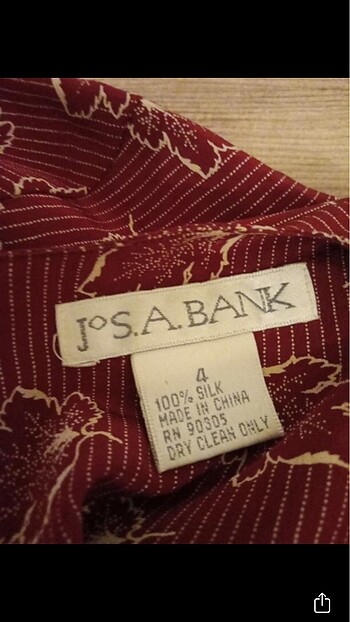 JOS.A.BANK
4
100% SILK
MADE IN CHINA
RN 90305
DRY CLEAN ONLY